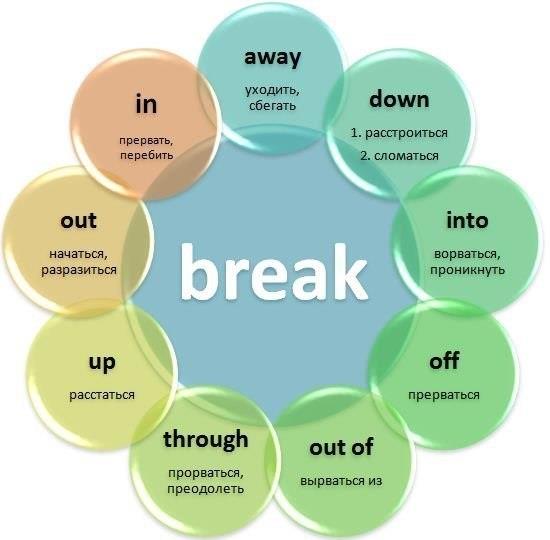 away
уходить,
сбегать
down
1. расстроиться
2. сломаться
into
ворваться,
проникнуть
off
прерваться
out of
вырваться из
through
прорваться,
преодолеть
up
расстаться
out
начаться,
разразиться
in
прервать,
перебить
break